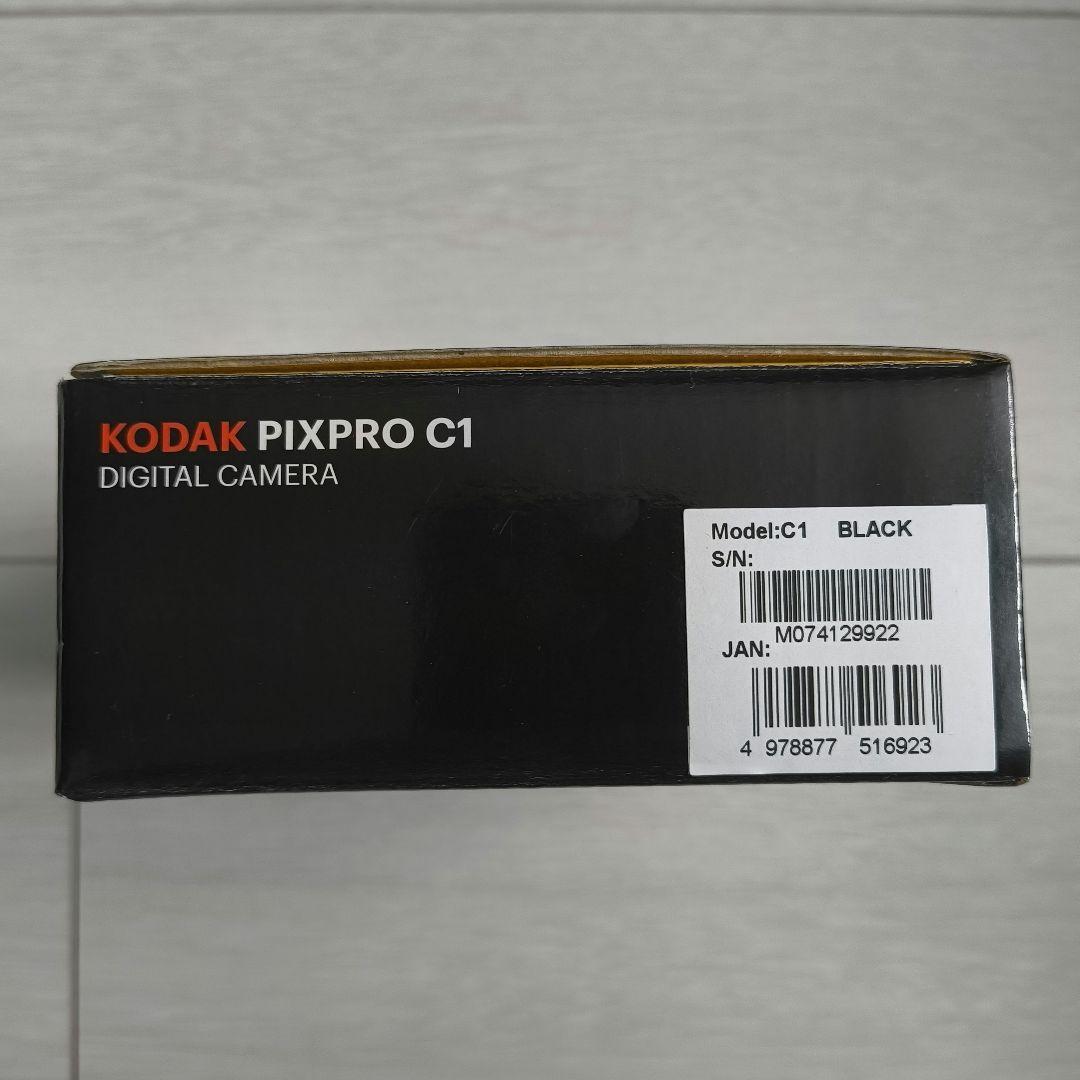 KODAK PIXPRO C1
DIGITAL CAMERA
Model:C1 BLACK
S/N:
M074129922
JAN:
4 978877 516923